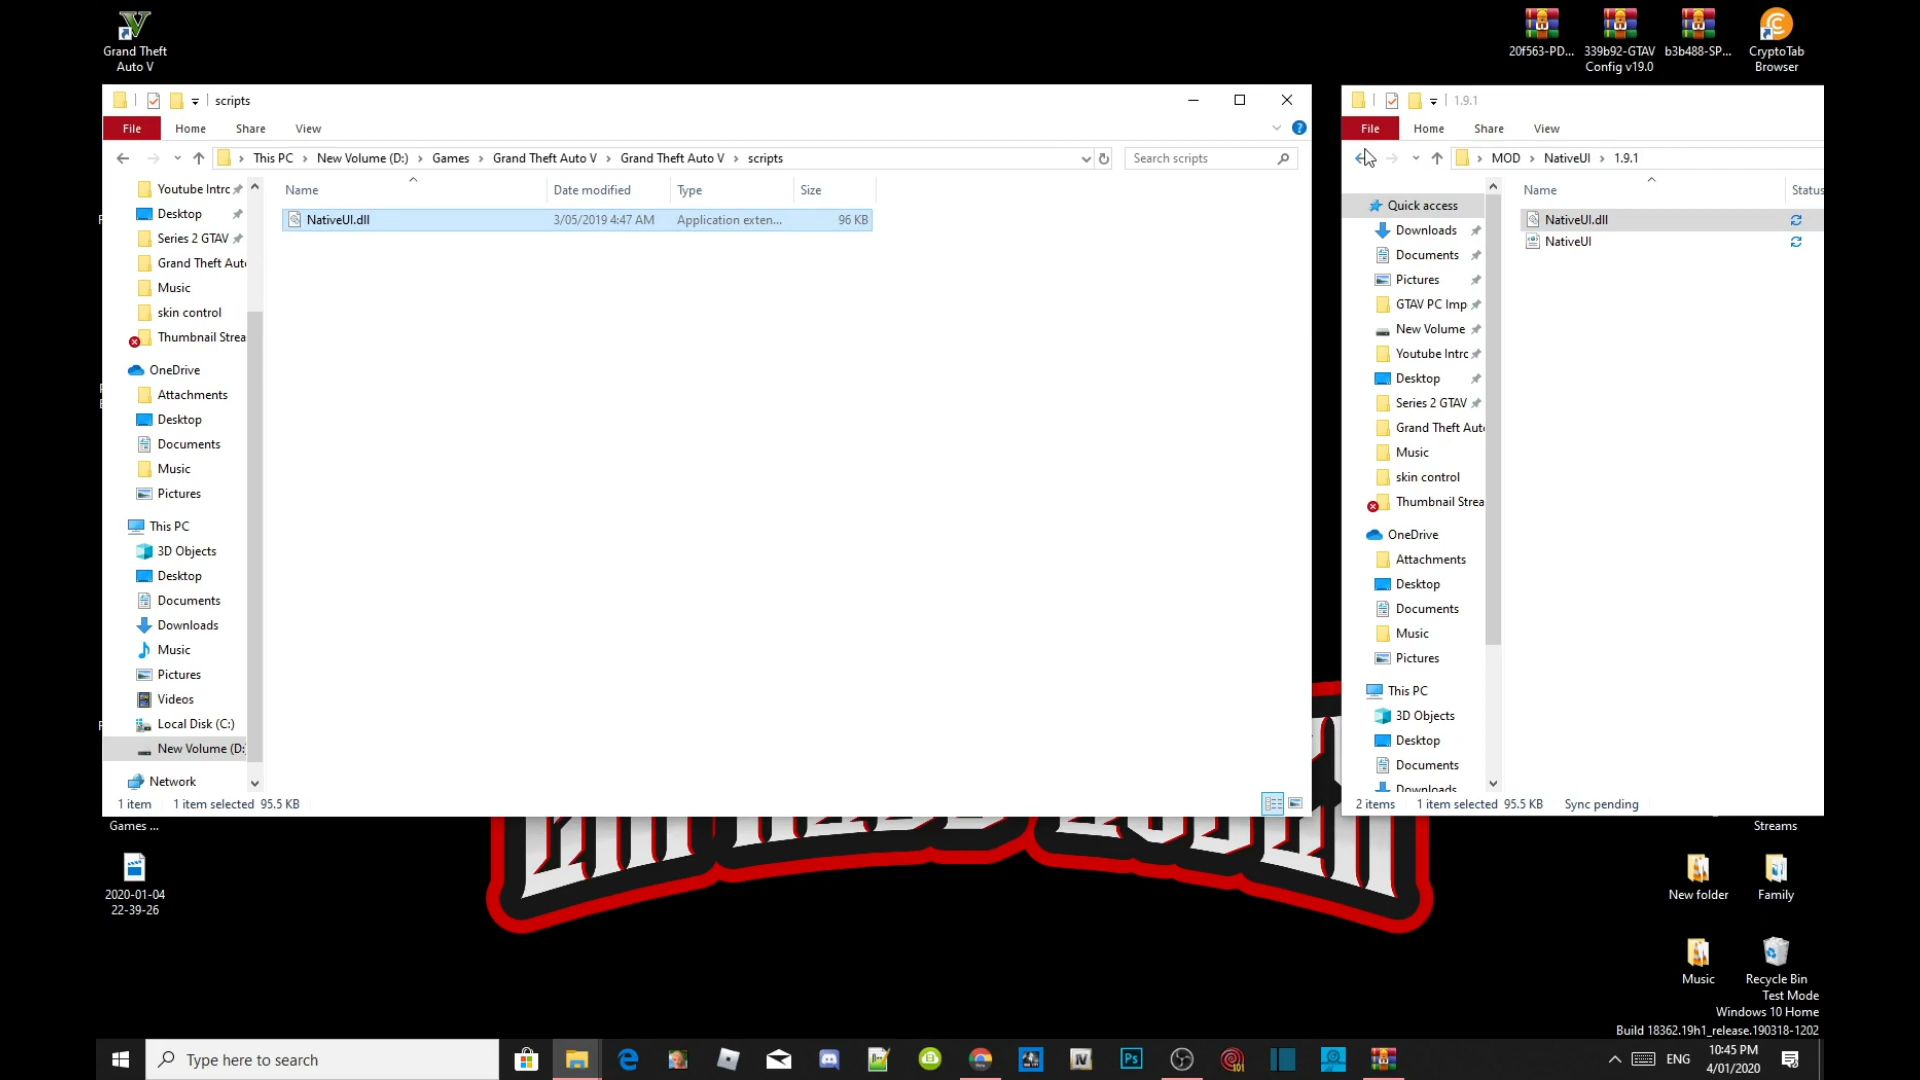 Grand Theft
Auto V
20f563-PD...
339b92-GTAV
Config v19.0
b3b488-SP...
CryptoTab
Browser
scripts
File
Home
Share
View
This PC
New Volume (D:)
Games
Grand Theft Auto V
Grand Theft Auto V
scripts
Search scripts
Name
Date modified
Type
Size
NativeUI.dll
3/05/2019 4:47 AM
Application exten...
96 KB
Youtube Intrc
Desktop
Series 2 GTAV
Grand Theft Aut
Music
skin control
Thumbnail Strea
OneDrive
Attachments
Desktop
Documents
Music
Pictures
This PC
3D Objects
Desktop
Documents
Downloads
Music
Pictures
Videos
Local Disk (C:)
New Volume (D:
Network
1 item
1 item selected 95.5 KB
1.9.1
File
Home
Share
View
MOD
NativeUI
1.9.1
Name
Status
NativeUI.dll
NativeUI
Quick access
Downloads
Documents
Pictures
GTAV PC Imp
New Volume
Youtube Intrc
Desktop
Series 2 GTAV
Grand Theft Aut
Music
skin control
Thumbnail Strea
OneDrive
Attachments
Desktop
Documents
Music
Pictures
This PC
3D Objects
Desktop
Documents
Downloads
2 items
1 item selected 95.5 KB
Sync pending
Games ...
2020-01-04
22-39-26
Streams
New folder
Family
Music
Recycle Bin
Test Mode
Windows 10 Home
Build 18362.19h1_release.190318-1202
Type here to search
IV
Ps
101
ENG
10:45 PM
4/01/2020